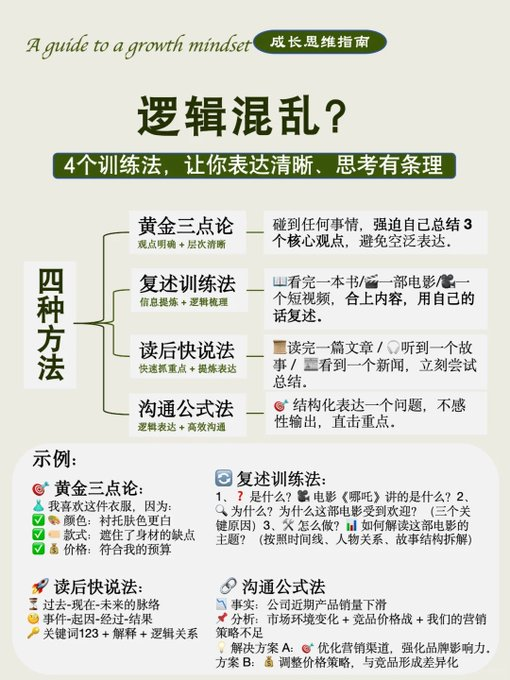 A guide to a growth mindset
成长思维指南
逻辑混乱？
4个训练法，让你表达清晰、思考有条理
四种方法
黄金三点论
观点明确 + 层次清晰
碰到任何事情，强迫自己总结 3
个核心观点，避免空泛表达。
复述训练法
信息提炼 + 逻辑梳理
📖看完一本书/🎬一部电影/🎥一
个短视频，合上内容，用自己的
话复述。
读后快说法
快速抓重点 + 提炼表达
📜读完一篇文章 / 🎧听到一个故
事 / 📰看到一个新闻，立刻尝试
总结。
沟通公式法
逻辑表达 + 高效沟通
🎯 结构化表达一个问题，不感
性输出，直击重点。
示例：
🎯 黄金三点论：
👗 我喜欢这件衣服，因为：
✅ 🎨 颜色：衬托肤色更白
✅ 🏷️ 款式：遮住了身材的缺点
✅ 💰 价格：符合我的预算
🔄 复述训练法：
1、❓ 是什么？🎥 电影《哪吒》讲的是什么？2、
🔍 为什么？为什么这部电影受到欢迎？（三个关
键原因）3、🛠️ 怎么做？📊 如何解读这部电影的
主题？（按照时间线、人物关系、故事结构拆解）
🚀 读后快说法：
⏳ 过去-现在-未来的脉络
🧐 事件-起因-经过-结果
🔑 关键词123 + 解释 + 逻辑关系
🔗 沟通公式法
📉 事实：公司近期产品销量下滑
📌 分析：市场环境变化 + 竞品价格战 + 我们的营销
策略不足
💡 解决方案 A：🎯 优化营销渠道，强化品牌影响力。
方案 B：💰 调整价格策略，与竞品形成差异化